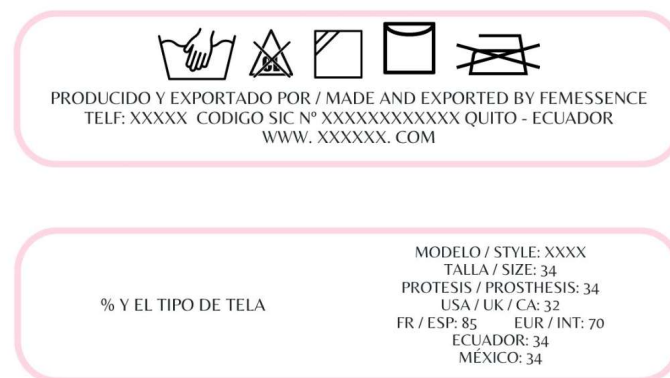 CL
PRODUCIDO Y EXPORTADO POR / MADE AND EXPORTED BY FEMESSENCE
TELF: XXXXX CODIGO SIC Nº XXXXXXXXXXXX QUITO - ECUADOR
WWW. XXXXXX. COM
% Y EL TIPO DE TELA
MODELO / STYLE: XXXX
TALLA / SIZE: 34
PROTESIS / PROSTHESIS: 34
USA / UK / CA: 32
FR / ESP: 85 EUR / INT: 70
ECUADOR: 34
MÉXICO: 34